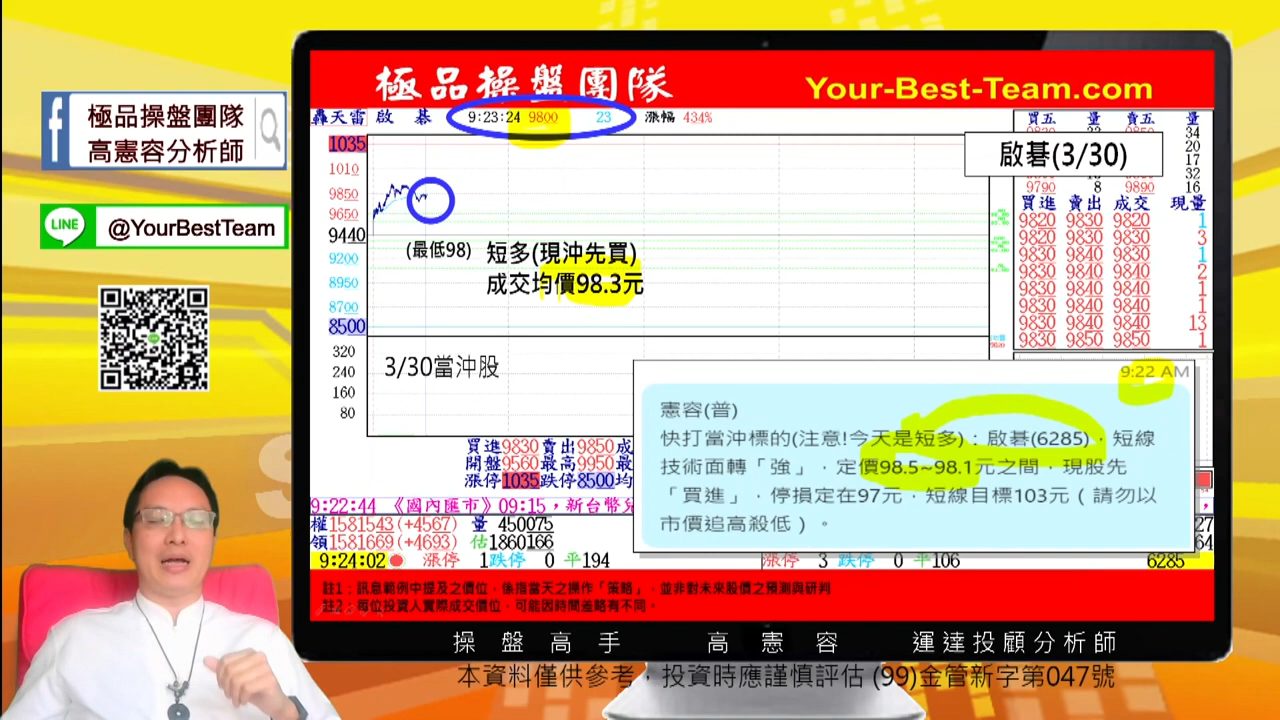 極品操盤團隊
Your-Best-Team.com
極品操盤團隊
高憲容分析師
LINE
@YourBestTeam
轟天雷 啟 碁
9:23:24 9800 23 漲幅 434%
啟碁(3/30)
買五 量 賣五 量
34
20
17
32
9790 8 9890 16
買進 賣出 成交 現量
9820 9830 9820 1
9820 9830 9830 3
9830 9840 9830 1
9830 9840 9840 2
9830 9840 9830 1
9830 9840 9840 1
9830 9840 9840 13
9830 9850 9850 1
1035
1010
9850
9650
9440
9200
8950
8700
8500
(最低98)
短多(現沖先買)
成交均價98.3元
320
240
160
80
3/30當沖股
9:22 AM
憲容(普)
快打當沖標的(注意!今天是短多)：啟碁(6285)，短線
技術面轉「強」，定價98.5~98.1元之間，現股先
「買進」，停損定在97元，短線目標103元（請勿以
市價追高殺低）。
買進9830賣出9850成
開盤9560最高9950最
漲停1035跌停8500均
9:22:44 《國內匯市》09:15，新台幣兌
權1581543(+4567) 量 450075
領1581669(+4693) 估1860166
9:24:02 漲停 1跌停 0 平194
漲停 3 跌停 0 平106 6285
註1：訊息範例中提及之價位，係指當天之操作「策略」，並非對未來股價之預測與研判
註2：每位投資人實際成交價位，可能因時間差略有不同。
操盤高手 高憲容 運達投顧分析師
本資料僅供參考，投資時應謹慎評估 (99)金管新字第047號